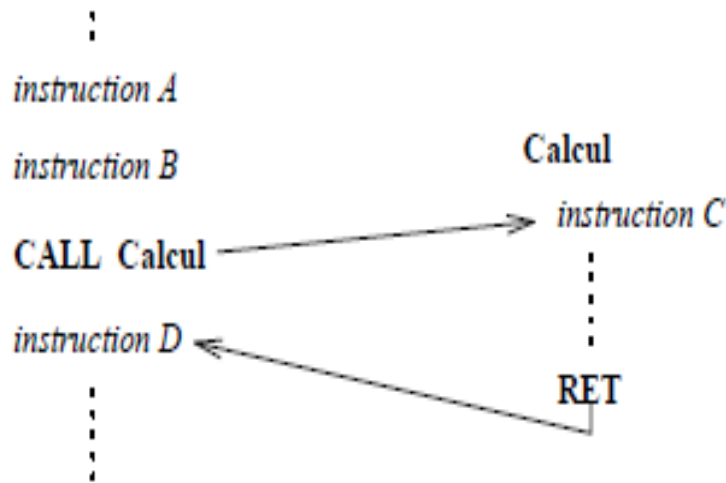 instruction A
instruction B
CALL Calcul
instruction D
Calcul
instruction C
RET